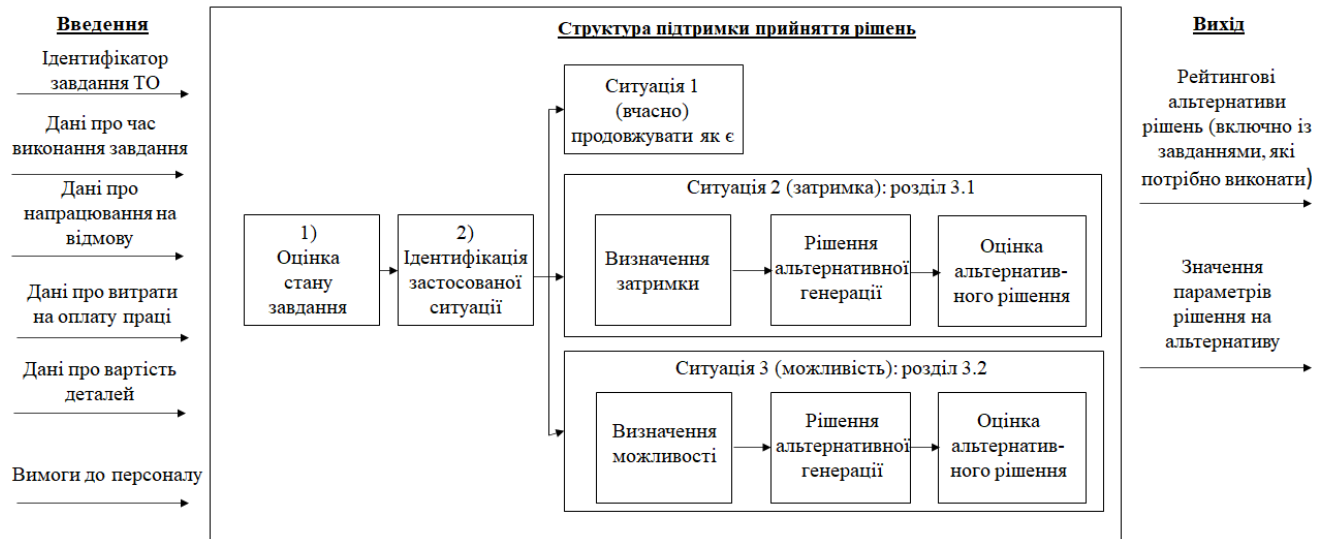 Введення
Ідентифікатор
завдання ТО
Дані про час
виконання завдання
Дані про
напрацювання на
відмову
Дані про витрати
на оплату праці
Дані про вартість
деталей
Вимоги до персоналу
Структура підтримки прийняття рішень
1)
Оцінка
стану
завдання
2)
Ідентифікація
застосованої
ситуації
Ситуація 1
(вчасно)
продовжувати як є
Ситуація 2 (затримка): розділ 3.1
Визначення
затримки
Рішення
альтернативної
генерації
Оцінка
альтернатив-
ного рішення
Ситуація 3 (можливість): розділ 3.2
Визначення
можливості
Рішення
альтернативної
генерації
Оцінка
альтернатив-
ного рішення
Вихід
Рейтингові
альтернативи
рішень (включно із
завданнями, які
потрібно виконати)
Значення
параметрів
рішення на
альтернативу